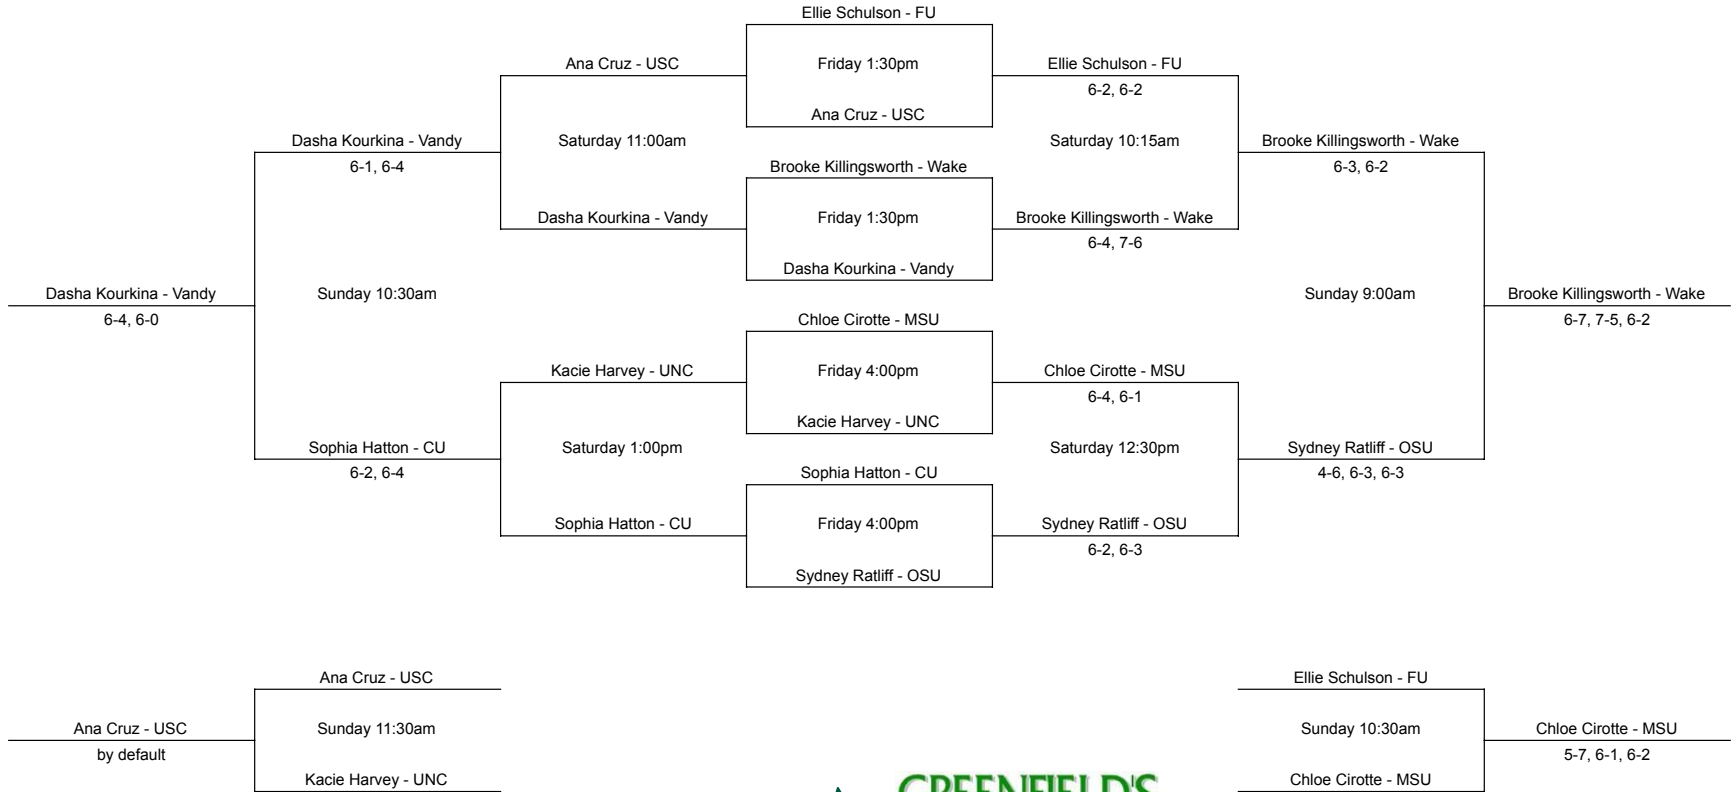 Ellie Schulson - FU
Ana Cruz - USC
Friday 1:30pm
Ellie Schulson - FU
6-2, 6-2
Ana Cruz - USC
Dasha Kourkina - Vandy
Saturday 11:00am
Saturday 10:15am
Brooke Killingsworth - Wake
6-1, 6-4
Brooke Killingsworth - Wake
6-3, 6-2
Dasha Kourkina - Vandy
Friday 1:30pm
Brooke Killingsworth - Wake
6-4, 7-6
Dasha Kourkina - Vandy
Dasha Kourkina - Vandy
Sunday 10:30am
Sunday 9:00am
Brooke Killingsworth - Wake
6-4, 6-0
Chloe Cirotte - MSU
6-7, 7-5, 6-2
Kacie Harvey - UNC
Friday 4:00pm
Chloe Cirotte - MSU
6-4, 6-1
Kacie Harvey - UNC
Sophia Hatton - CU
Saturday 1:00pm
Saturday 12:30pm
Sydney Ratliff - OSU
6-2, 6-4
Sophia Hatton - CU
4-6, 6-3, 6-3
Sophia Hatton - CU
Friday 4:00pm
Sydney Ratliff - OSU
6-2, 6-3
Sydney Ratliff - OSU
Ana Cruz - USC
Ellie Schulson - FU
Ana Cruz - USC
Sunday 11:30am
Sunday 10:30am
Chloe Cirotte - MSU
by default
5-7, 6-1, 6-2
Kacie Harvey - UNC
GREENFIELD'S
Chloe Cirotte - MSU